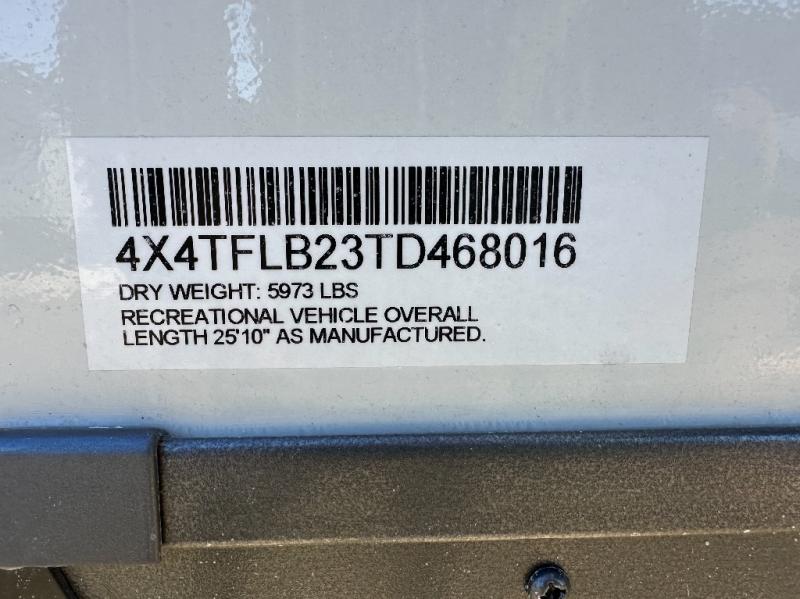 4X4TFLB23TD468016
DRY WEIGHT: 5973 LBS
RECREATIONAL VEHICLE OVERALL
LENGTH 25'10" AS MANUFACTURED.